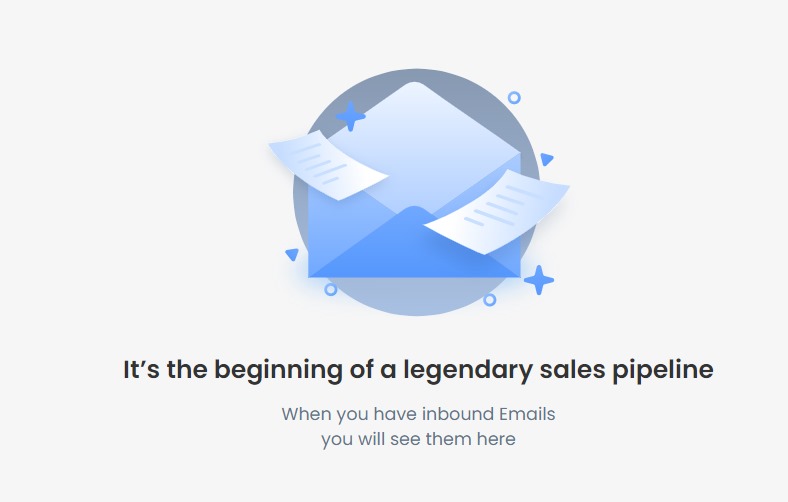 It’s the beginning of a legendary sales pipeline
When you have inbound Emails
you will see them here